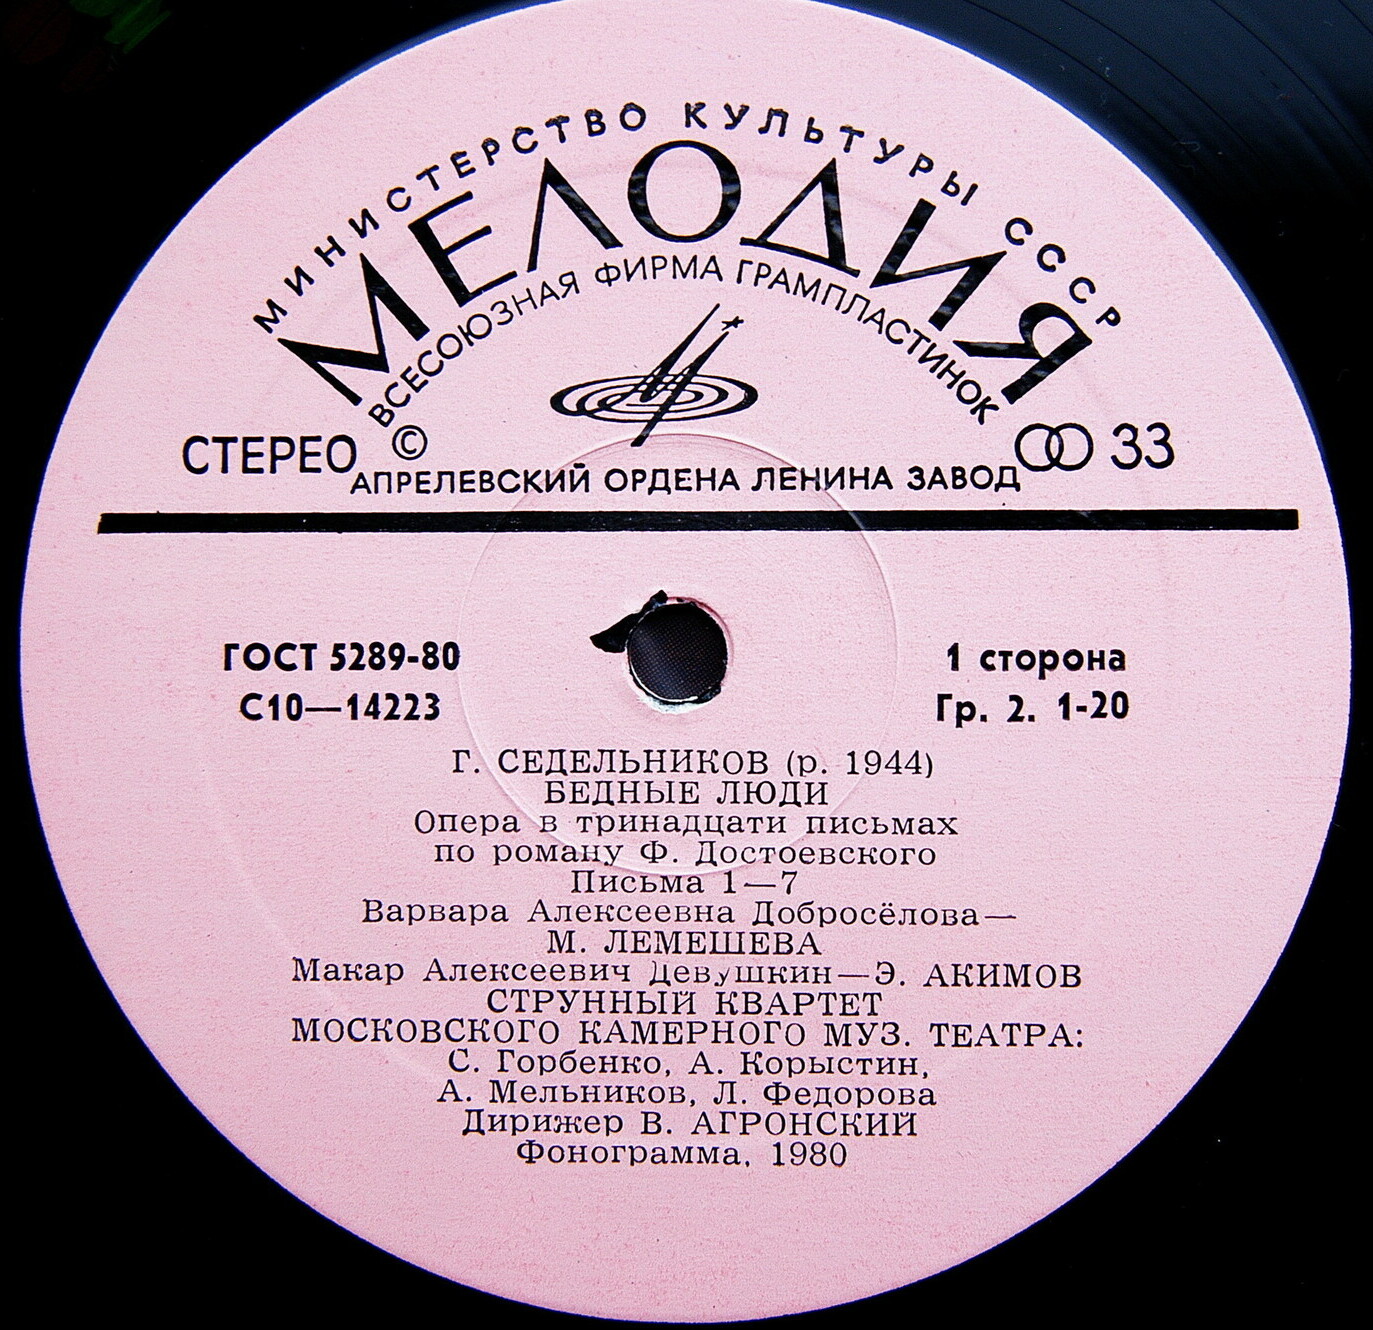 МИНИСТЕРСТВО КУЛЬТУРЫ СССР
МЕЛОДИЯ
ВСЕСОЮЗНАЯ ФИРМА ГРАМПЛАСТИНОК
СТЕРЕО © 33
АПРЕЛЕВСКИЙ ОРДЕНА ЛЕНИНА ЗАВОД
ГОСТ 5289-80 1 сторона
С10—14223 Гр. 2. 1-20
Г. СЕДЕЛЬНИКОВ (р. 1944)
БЕДНЫЕ ЛЮДИ
Опера в тринадцати письмах
по роману Ф. Достоевского
Письма 1—7
Варвара Алексеевна Добросёлова—
М. ЛЕМЕШЕВА
Макар Алексеевич Девушкин—Э. АКИМОВ
СТРУННЫЙ КВАРТЕТ
МОСКОВСКОГО КАМЕРНОГО МУЗ. ТЕАТРА:
С. Горбенко, А. Корыстин,
А. Мельников, Л. Федорова
Дирижер В. АГРОНСКИЙ
Фонограмма, 1980